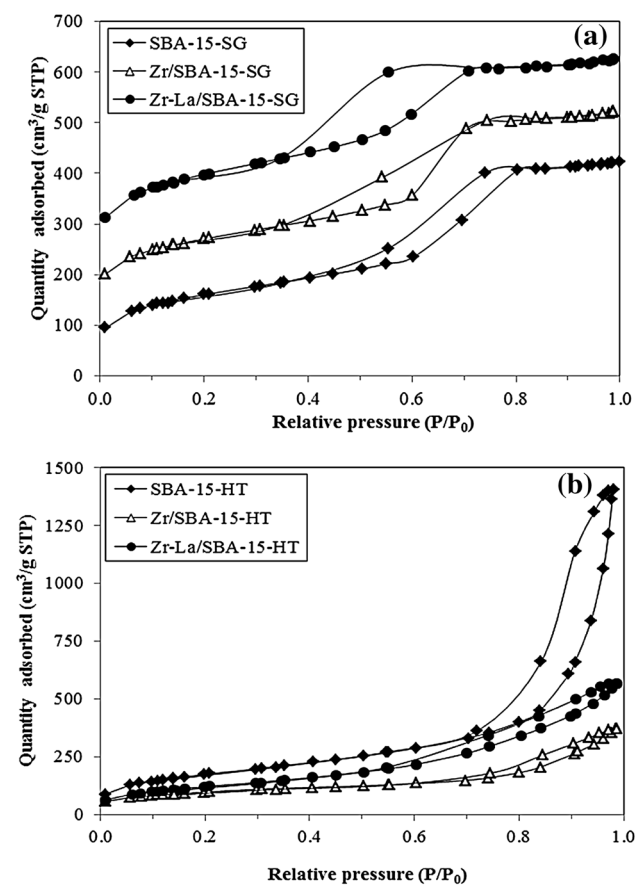 700
600
500
400
300
200
100
0
Quantity adsorbed (cm³/g STP)
SBA-15-SG
Zr/SBA-15-SG
Zr-La/SBA-15-SG
(a)
0.0 0.2 0.4 0.6 0.8 1.0
Relative pressure (P/P₀)
1500
1250
1000
750
500
250
0
Quantity adsorbed (cm³/g STP)
SBA-15-HT
Zr/SBA-15-HT
Zr-La/SBA-15-HT
(b)
0.0 0.2 0.4 0.6 0.8 1.0
Relative pressure (P/P₀)